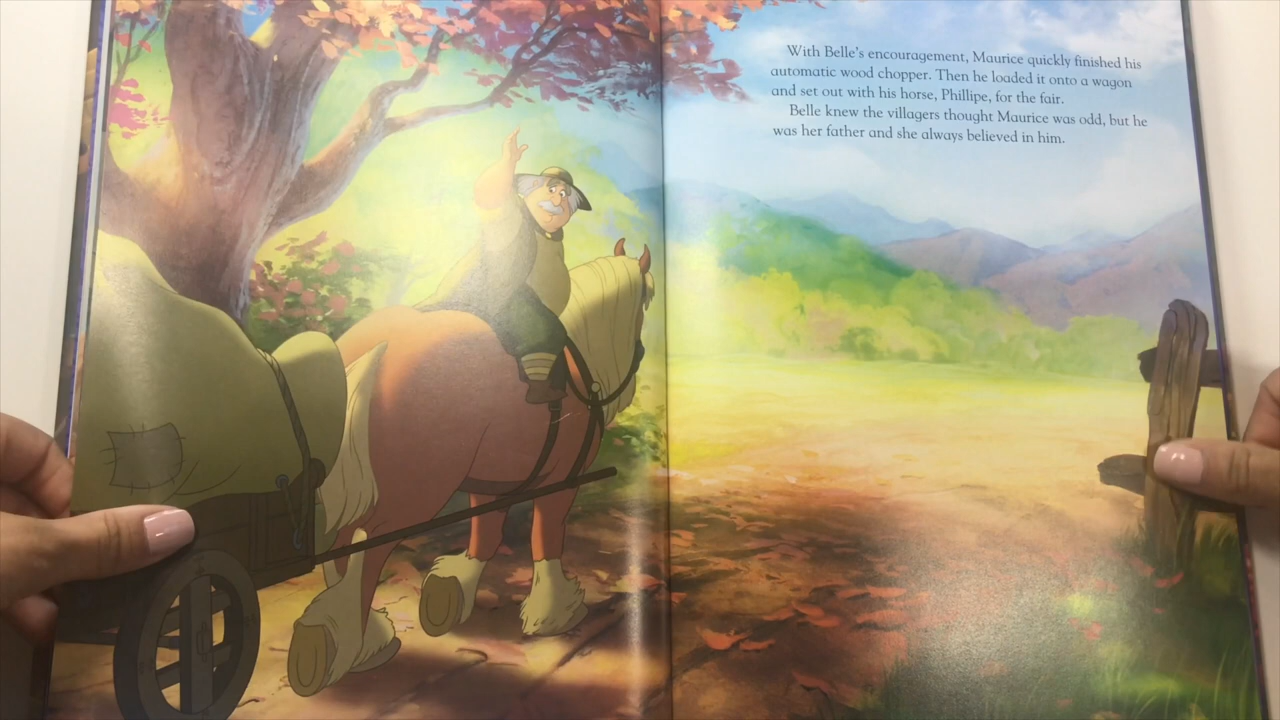 With Belle's encouragement, Maurice quickly finished his
automatic wood chopper. Then he loaded it onto a wagon
and set out with his horse, Phillipe, for the fair.
Belle knew the villagers thought Maurice was odd, but he
was her father and she always believed in him.